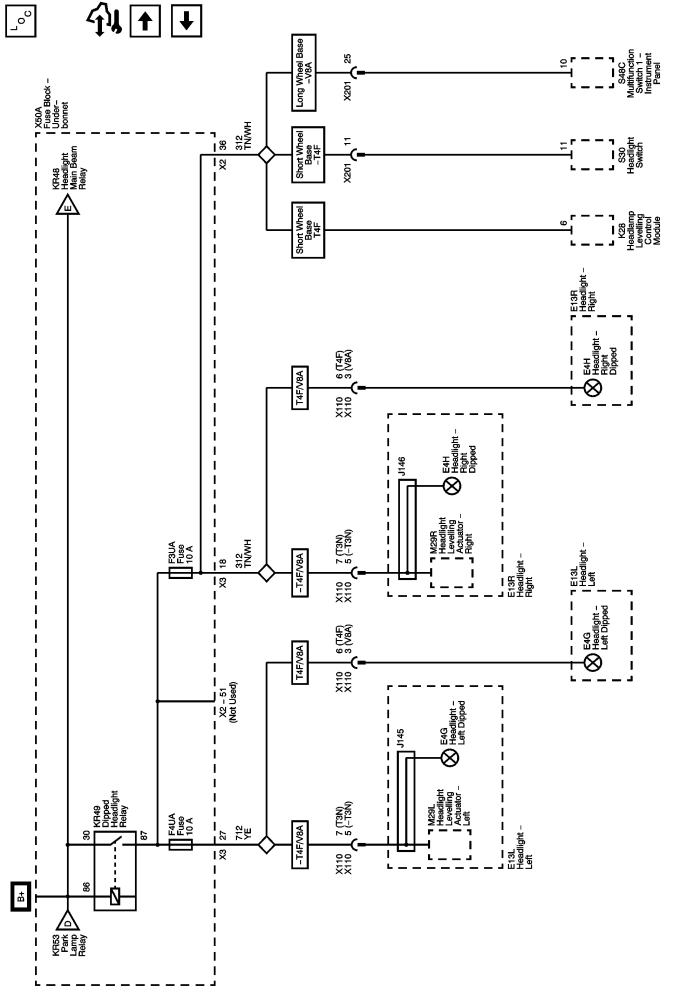 L O C
X50A
Fuse Block –
Under–
bonnet
KR48
Headlight
Main Beam
Relay
E
B+
D
KR53
Park
Lamp
Relay
KR49
Dipped
Headlight
Relay
30
86
87
F4UA
Fuse
10 A
F3UA
Fuse
10 A
X2 – 51
(Not Used)
X3 27
X3 18
X2 36
712
YE
312
TN/WH
312
TN/WH
Long Wheel Base
–V8A
Short Wheel
Base
–T4F
Short Wheel
Base
T4F
X201 25
X201 11
10
11
6
S48C
Multifunction
Switch 1 –
Instrument
Panel
S30
Headlight
Switch
K28
Headlamp
Levelling
Control
Module
T4F/V8A
X110 6 (T4F)
X110 3 (V8A)
E13R
Headlight –
Right
E4H
Headlight –
Right
Dipped
–T4F/V8A
X110 7 (T3N)
X110 5 (–T3N)
J146
E4H
Headlight –
Right
Dipped
M29R
Headlight
Levelling
Actuator –
Right
E13R
Headlight –
Right
T4F/V8A
X110 6 (T4F)
X110 3 (V8A)
E13L
Headlight –
Left
E4G
Headlight –
Left Dipped
–T4F/V8A
X110 7 (T3N)
X110 5 (–T3N)
J145
E4G
Headlight –
Left Dipped
M29L
Headlight
Levelling
Actuator –
Left
E13L
Headlight –
Left